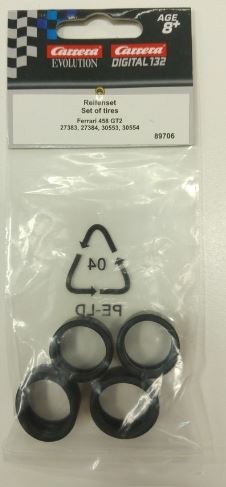 Carrera
EVOLUTION
Carrera
DIGITAL 132
AGE
8+
Reifenset
Set of tires
Ferrari 458 GT2
27383, 27384, 30553, 30554
89706
04
PE-LD